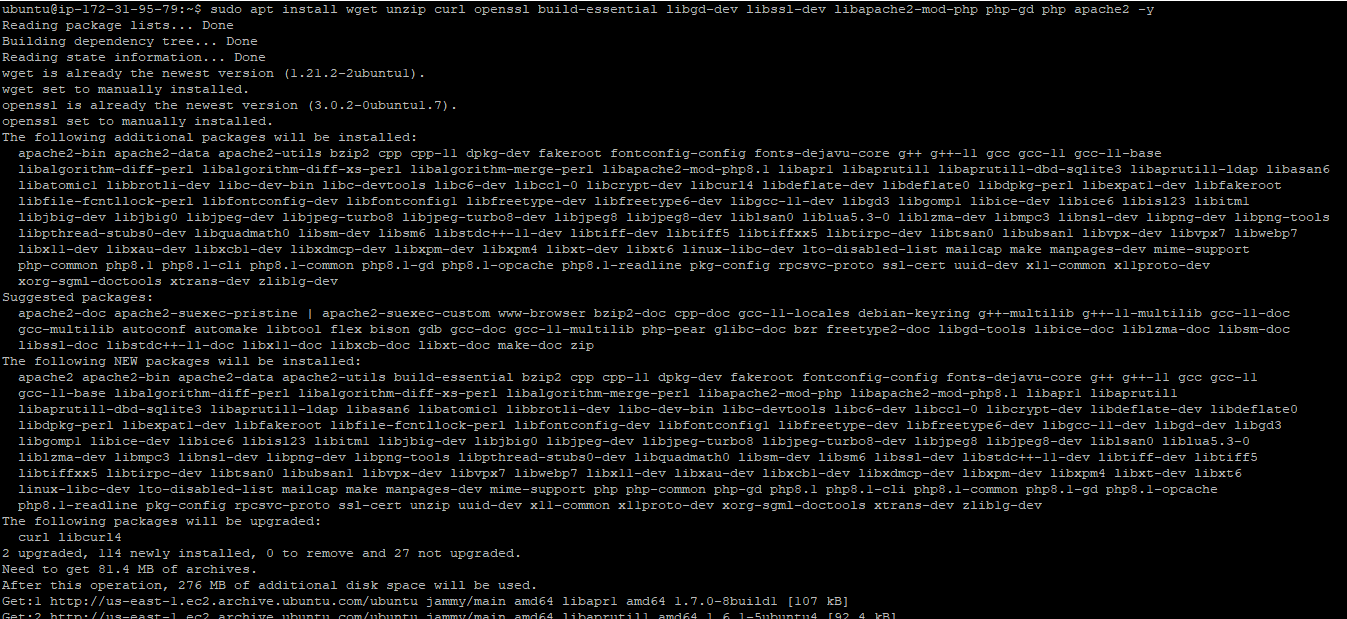 ubuntu@ip-172-31-95-79:~$ sudo apt install wget unzip curl openssl build-essential libgd-dev libssl-dev libapache2-mod-php php-gd php apache2 -y
Reading package lists... Done
Building dependency tree... Done
Reading state information... Done
wget is already the newest version (1.21.2-2ubuntu1).
wget set to manually installed.
openssl is already the newest version (3.0.2-0ubuntu1.7).
openssl set to manually installed.
The following additional packages will be installed:
  apache2-bin apache2-data apache2-utils bzip2 cpp cpp-11 dpkg-dev fakeroot fontconfig-config fonts-dejavu-core g++ g++-11 gcc gcc-11 gcc-11-base
  libalgorithm-diff-perl libalgorithm-diff-xs-perl libalgorithm-merge-perl libapache2-mod-php8.1 libapr1 libaprutil1 libaprutil1-dbd-sqlite3 libaprutil1-ldap libasan6
  libatomic1 libbrotli-dev libc-dev-bin libc-devtools libc6-dev libcc1-0 libcrypt-dev libcurl4 libdeflate-dev libdeflate0 libdpkg-perl libexpat1-dev libfakeroot
  libfile-fcntllock-perl libfontconfig-dev libfontconfig1 libfreetype-dev libfreetype6-dev libgcc-11-dev libgd3 libgomp1 libice-dev libice6 libisl23 libitm1
  libjbig-dev libjbig0 libjpeg-dev libjpeg-turbo8 libjpeg-turbo8-dev libjpeg8 libjpeg8-dev liblsan0 liblua5.3-0 liblzma-dev libmpc3 libnsl-dev libpng-dev libpng-tools
  libpthread-stubs0-dev libquadmath0 libsm-dev libsm6 libstdc++-11-dev libtiff-dev libtiff5 libtiffxx5 libtirpc-dev libtsan0 libubsan1 libvpx-dev libvpx7 libwebp7
  libx11-dev libxau-dev libxcb1-dev libxdmcp-dev libxpm-dev libxpm4 libxt-dev libxt6 linux-libc-dev lto-disabled-list mailcap make manpages-dev mime-support
  php-common php8.1 php8.1-cli php8.1-common php8.1-gd php8.1-opcache php8.1-readline pkg-config rpcsvc-proto ssl-cert uuid-dev x11-common x11proto-dev
  xorg-sgml-doctools xtrans-dev zlib1g-dev
Suggested packages:
  apache2-doc apache2-suexec-pristine | apache2-suexec-custom www-browser bzip2-doc cpp-doc gcc-11-locales debian-keyring g++-multilib g++-11-multilib gcc-11-doc
  gcc-multilib autoconf automake libtool flex bison gdb gcc-doc gcc-11-multilib php-pear glibc-doc bzr freetype2-doc libgd-tools libice-doc liblzma-doc libsm-doc
  libssl-doc libstdc++-11-doc libx11-doc libxcb-doc libxt-doc make-doc zip
The following NEW packages will be installed:
  apache2 apache2-bin apache2-data apache2-utils build-essential bzip2 cpp cpp-11 dpkg-dev fakeroot fontconfig-config fonts-dejavu-core g++ g++-11 gcc gcc-11
  gcc-11-base libalgorithm-diff-perl libalgorithm-diff-xs-perl libalgorithm-merge-perl libapache2-mod-php libapache2-mod-php8.1 libapr1 libaprutil1
  libaprutil1-dbd-sqlite3 libaprutil1-ldap libasan6 libatomic1 libbrotli-dev libc-dev-bin libc-devtools libc6-dev libcc1-0 libcrypt-dev libdeflate-dev libdeflate0
  libdpkg-perl libexpat1-dev libfakeroot libfile-fcntllock-perl libfontconfig-dev libfontconfig1 libfreetype-dev libfreetype6-dev libgcc-11-dev libgd-dev libgd3
  libgomp1 libice-dev libice6 libisl23 libitm1 libjbig-dev libjbig0 libjpeg-dev libjpeg-turbo8 libjpeg-turbo8-dev libjpeg8 libjpeg8-dev liblsan0 liblua5.3-0
  liblzma-dev libmpc3 libnsl-dev libpng-dev libpng-tools libpthread-stubs0-dev libquadmath0 libsm-dev libsm6 libssl-dev libstdc++-11-dev libtiff-dev libtiff5
  libtiffxx5 libtirpc-dev libtsan0 libubsan1 libvpx-dev libvpx7 libwebp7 libx11-dev libxau-dev libxcb1-dev libxdmcp-dev libxpm-dev libxpm4 libxt-dev libxt6
  linux-libc-dev lto-disabled-list mailcap make manpages-dev mime-support php php-common php-gd php8.1 php8.1-cli php8.1-common php8.1-gd php8.1-opcache
  php8.1-readline pkg-config rpcsvc-proto ssl-cert unzip uuid-dev x11-common x11proto-dev xorg-sgml-doctools xtrans-dev zlib1g-dev
The following packages will be upgraded:
  curl libcurl4
2 upgraded, 114 newly installed, 0 to remove and 27 not upgraded.
Need to get 81.4 MB of archives.
After this operation, 276 MB of additional disk space will be used.
Get:1 http://us-east-1.ec2.archive.ubuntu.com/ubuntu jammy/main amd64 libapr1 amd64 1.7.0-8build1 [107 kB]
Get:2 http://us-east-1.ec2.archive.ubuntu.com/ubuntu jammy/main amd64 libaprutil1 amd64 1.6.1-5ubuntu4 [92.4 kB]